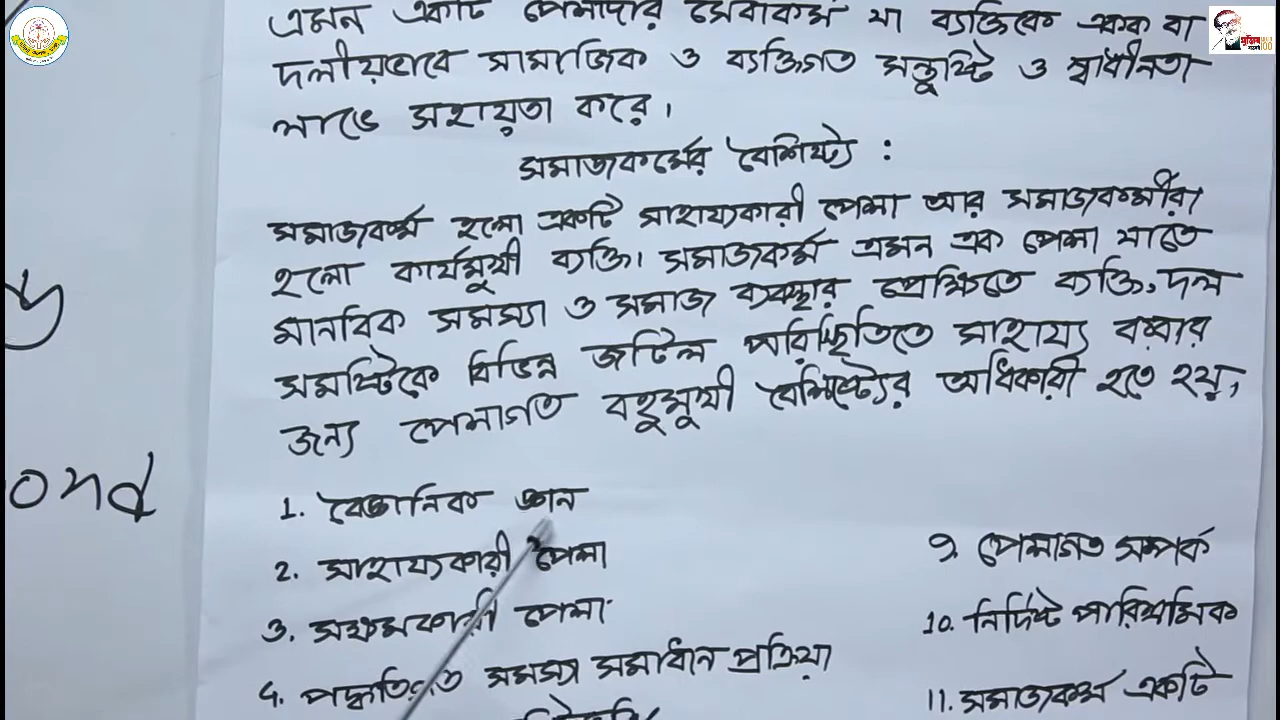 এমন একটি পেশাদার সেবাকর্ম যা ব্যক্তিকে একক বা
দলীয়ভাবে সামাজিক ও ব্যক্তিগত সন্তুষ্টি ও স্বাধীনতা
লাভে সহায়তা করে।
সমাজকর্মের বৈশিষ্ট্য :
সমাজকর্ম হলো একটি সাহায্যকারী পেশা আর সমাজকর্মীরা
হলো কার্যমুখী ব্যক্তি। সমাজকর্ম এমন এক পেশা যাতে
মানবিক সমস্যা ও সমাজ ব্যবস্থার প্রেক্ষিতে ব্যক্তি, দল
সমষ্টিকে বিভিন্ন জটিল পরিস্থিতিতে সাহায্য করার
জন্য পেশাগত বহুমুখী বৈশিষ্ট্যের অধিকারী হতে হয়,
1. বৈজ্ঞানিক জ্ঞান
2. সাহায্যকারী পেশা
৩. সক্ষমকারী পেশা
৪. পদ্ধতিগত সমস্যা সমাধান প্রক্রিয়া
9. পেশাগত সম্পর্ক
10. নির্দিষ্ট পারিশ্রমিক
11. সমাজকর্ম একটি
ond